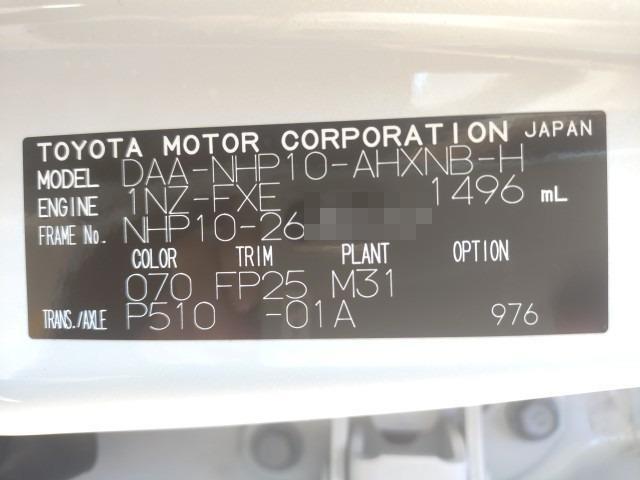 TOYOTA MOTOR CORPORATION JAPAN
MODEL DAA-NHP10-AHXNB-H
ENGINE 1NZ-FXE 1496 mL
FRAME No. NHP10-26
COLOR TRIM PLANT OPTION
070 FP25 M31
TRANS./AXLE P510 -01A 976